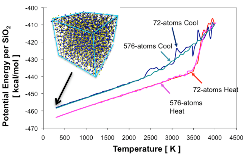 -400
-410
-420
-430
-440
-450
-460
-470
Potential Energy per SiO2
[ kcal/mol ]
72-atoms Cool
576-atoms Cool
72-atoms Heat
576-atoms
Heat
0 500 1000 1500 2000 2500 3000 3500 4000 4500
Temperature [ K ]